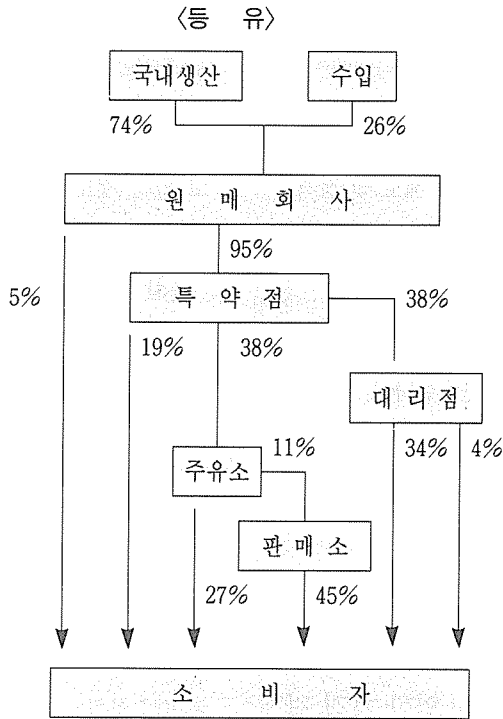 〈등 유〉
국내생산 수입
74% 26%
원 매 회 사
95%
5% 특 약 점 38%
19% 38%
대 리 점
11% 34% 4%
주유소
판 매 소
27% 45%
소 비 자